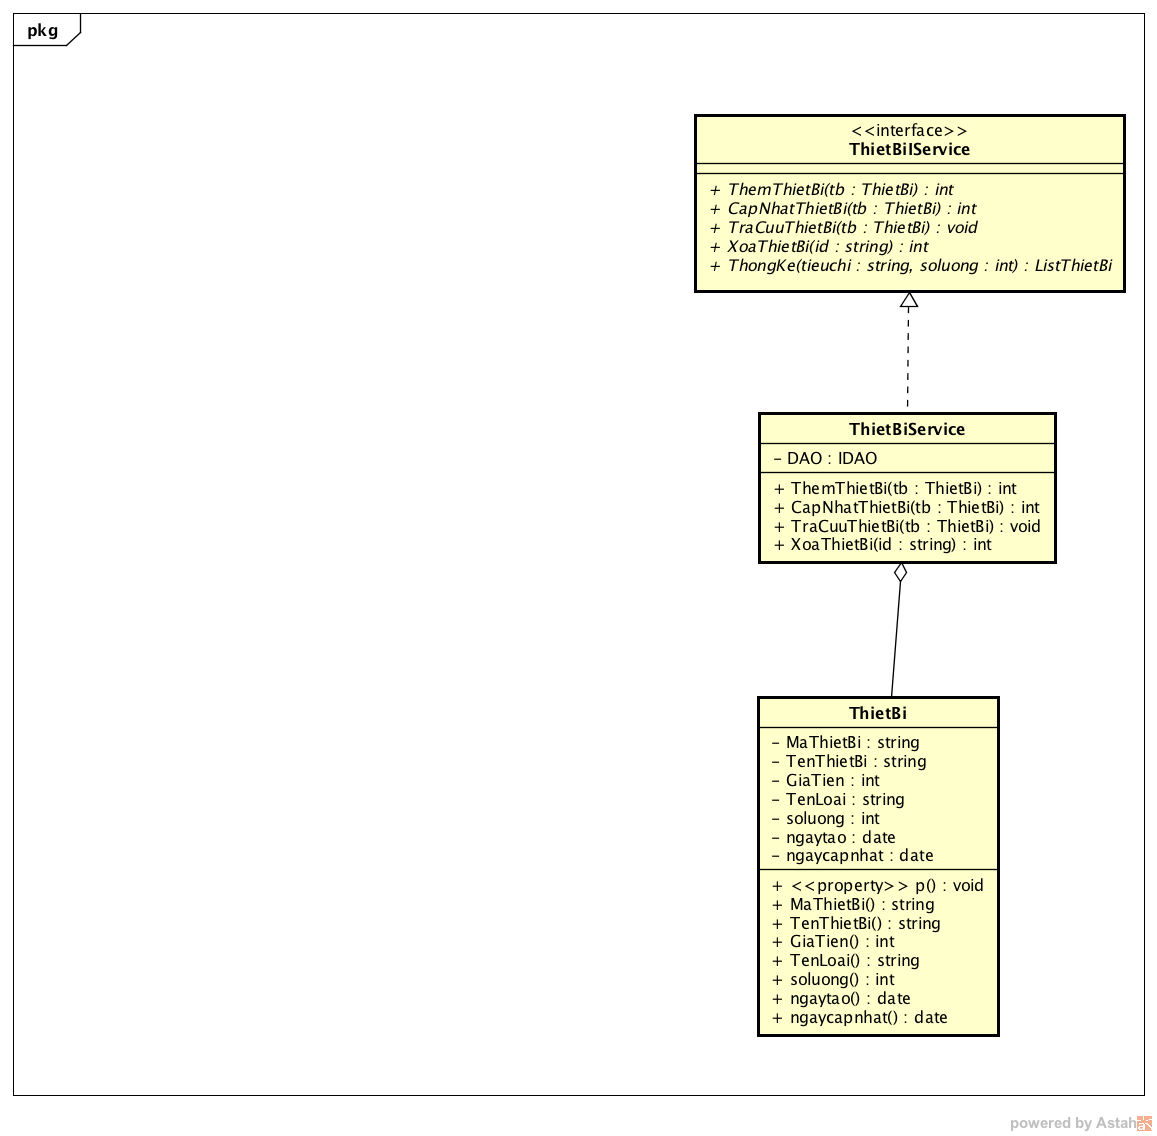 pkg
<<interface>>
ThietBiIService
+ ThemThietBi(tb : ThietBi) : int
+ CapNhatThietBi(tb : ThietBi) : int
+ TraCuuThietBi(tb : ThietBi) : void
+ XoaThietBi(id : string) : int
+ ThongKe(tieuchi : string, soluong : int) : ListThietBi
ThietBiService
- DAO : IDAO
+ ThemThietBi(tb : ThietBi) : int
+ CapNhatThietBi(tb : ThietBi) : int
+ TraCuuThietBi(tb : ThietBi) : void
+ XoaThietBi(id : string) : int
ThietBi
- MaThietBi : string
- TenThietBi : string
- GiaTien : int
- TenLoai : string
- soluong : int
- ngaytao : date
- ngaycapnhat : date
+ <<property>> p() : void
+ MaThietBi() : string
+ TenThietBi() : string
+ GiaTien() : int
+ TenLoai() : string
+ soluong() : int
+ ngaytao() : date
+ ngaycapnhat() : date
powered by Astah